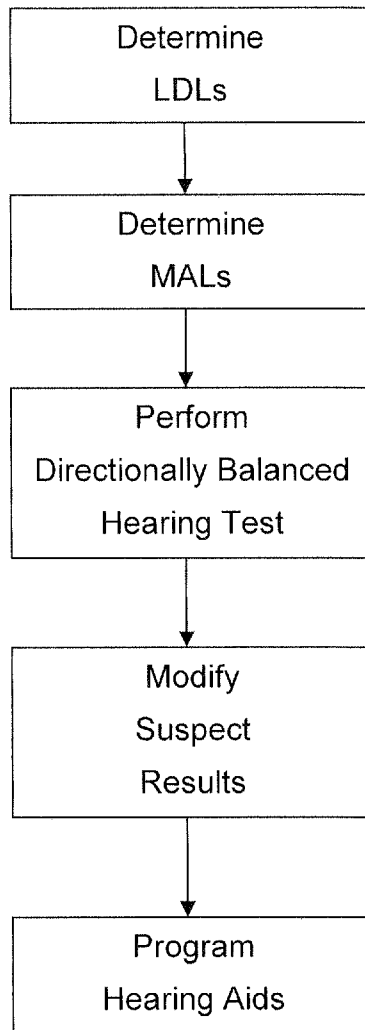 Determine
LDLs
Determine
MALs
Perform
Directionally Balanced
Hearing Test
Modify
Suspect
Results
Program
Hearing Aids